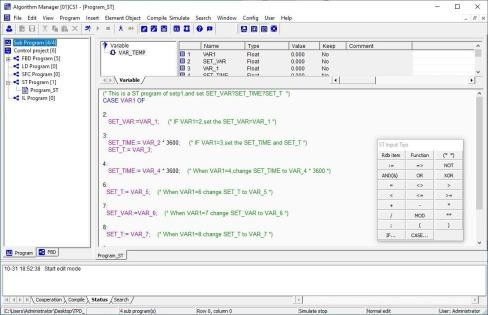 Algorithm Manager [01]CS1 - [Program_ST]
File Edit View Program Insert Element Object Compile Simulate Search Window Config User Help
Sub Program [4/4]
Control project [0]
FBD Program [5]
LD Program [0]
SFC Program [0]
ST Program [1]
Program_ST
IL Program [0]
Program FBD
Variable
VAR_TEMP
Name Type Value Keep Comment
1 VAR1 Float 0.000 No
2 SET_VAR Float 0.000 No
3 VAR_1 Float 0.000 No
4 SET_TIME Float 0.000 No
Variable
(* This is a ST program of setp1,and set SET_VAR?SET_TIME?SET_T *)
CASE VAR1 OF
2:
SET_VAR:=VAR_1; (* IF VAR1=2,set the SET_VAR=VAR_1 *)
3:
SET_TIME:= VAR_2 * 3600; (* IF VAR1=3,set the SET_TIME and SET_T *)
SET_T:= VAR_3;
4:
SET_TIME:= VAR_4 * 3600; (* When VAR1=4,change SET_TIME to VAR_4 * 3600 *)
6:
SET_T:= VAR_5; (* When VAR1=6 change SET_T to VAR_5 *)
7:
SET_VAR:=VAR_6; (* When VAR1=7 change SET_VAR to VAR_6 *)
8:
SET_T:= VAR_7; (* When VAR1=8 change SET_T to VAR_7 *)
ST Input Tips
Rdb item Function (* *)
:= => NOT
AND(&) OR XOR
= <> >
< <= >=
+ - *
/ MOD **
; ( )
IF... CASE...
Program_ST
10-31 18:52:38 Start edit mode
Cooperation Compile Status Search
C:\Users\Administrator\Desktop\TPD_ 4 sub program(s) Row 0, column 0 Simulate stop Normal edit User: Administrator